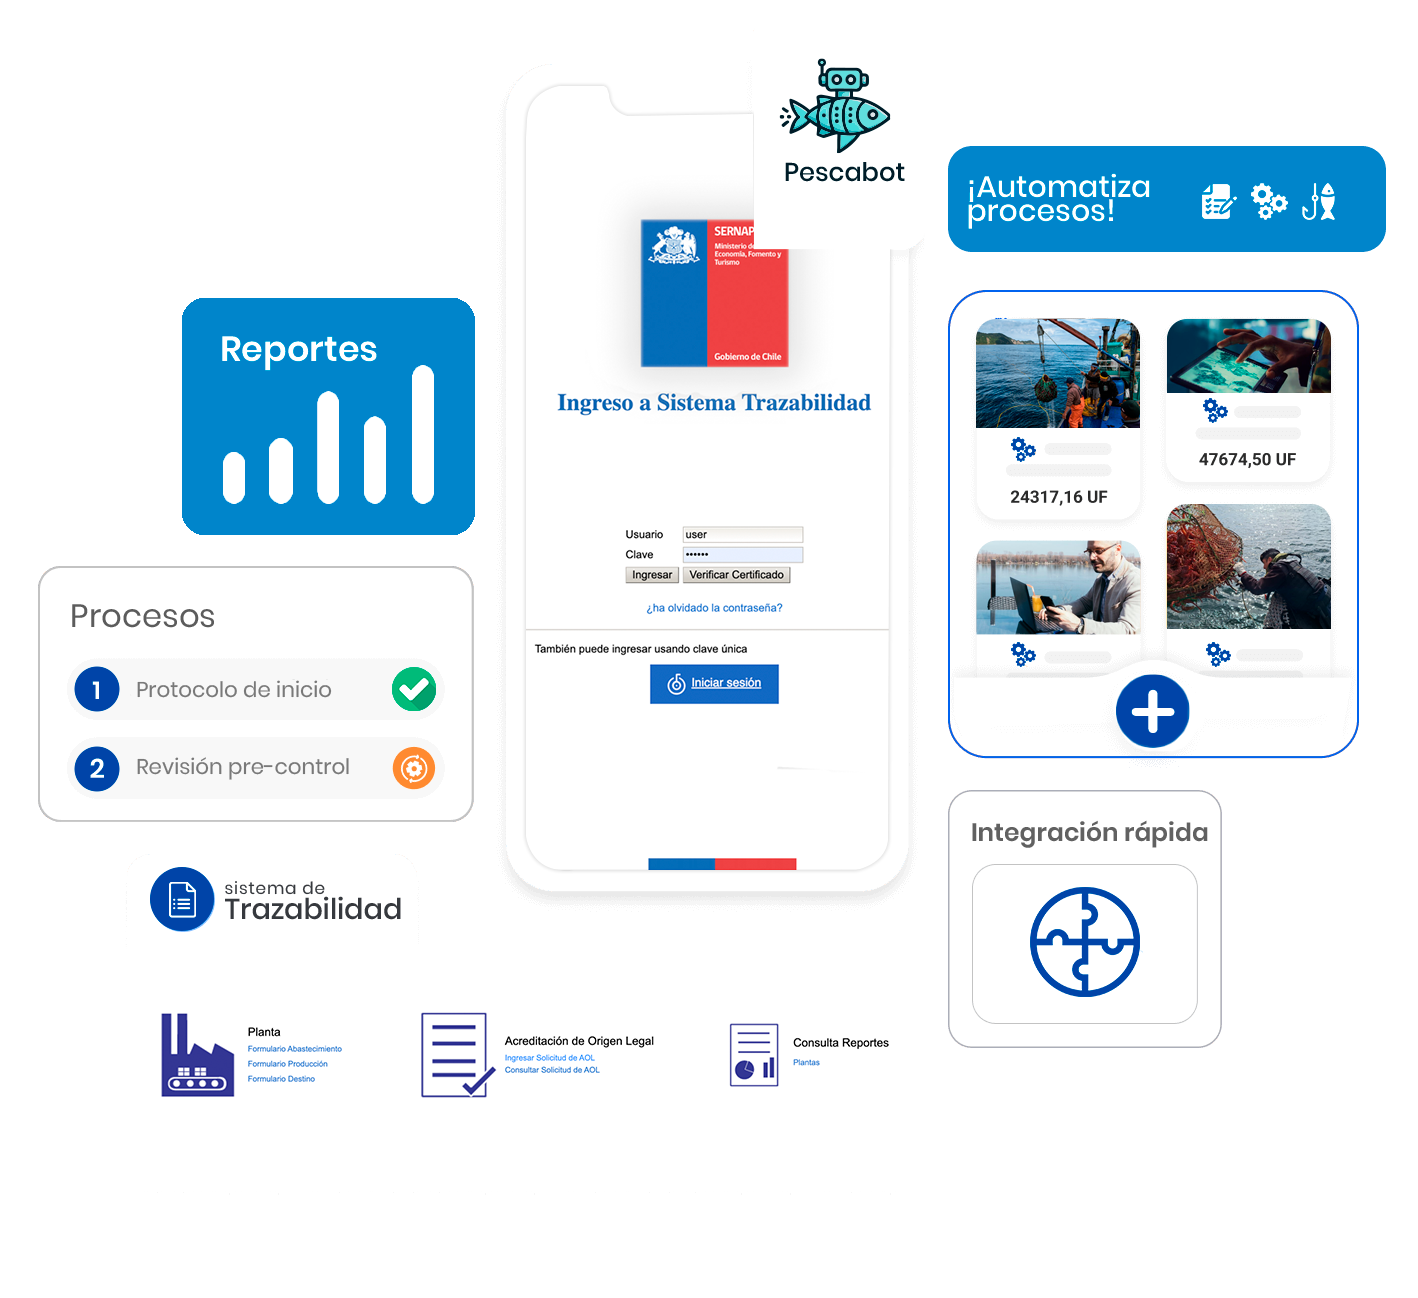 Pescabot
¡Automatiza
procesos!
SERNAP
Ministerio de
Economía, Fomento y
Turismo
Gobierno de Chile
Ingreso a Sistema Trazabilidad
Usuario user
Clave ••••••
Ingresar Verificar Certificado
¿ha olvidado la contraseña?
También puede ingresar usando clave única
Iniciar sesión
Reportes
Procesos
1 Protocolo de inicio
2 Revisión pre-control
sistema de
Trazabilidad
24317,16 UF
47674,50 UF
Integración rápida
Planta
Formulario Abastecimiento
Formulario Producción
Formulario Destino
Acreditación de Origen Legal
Ingresar Solicitud de AOL
Consultar Solicitud de AOL
Consulta Reportes
Plantas